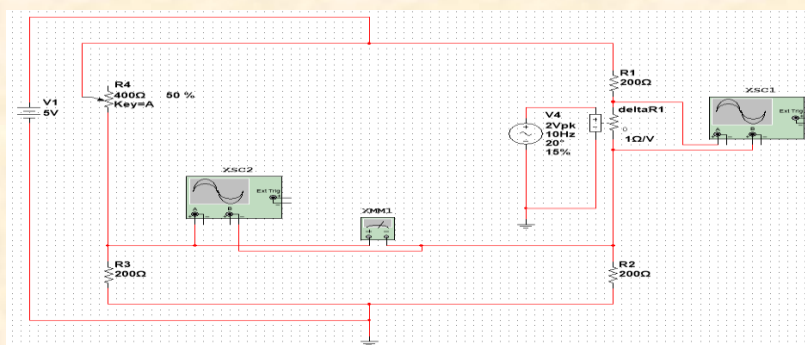 V1
5V
R4
400Ω 50 %
Key=A
R3
200Ω
XSC2
Ext Trig
A B
XMM1
V4
2Vpk
10Hz
20°
15%
R1
200Ω
deltaR1
1Ω/V
XSC1
Ext Trig
A B
R2
200Ω